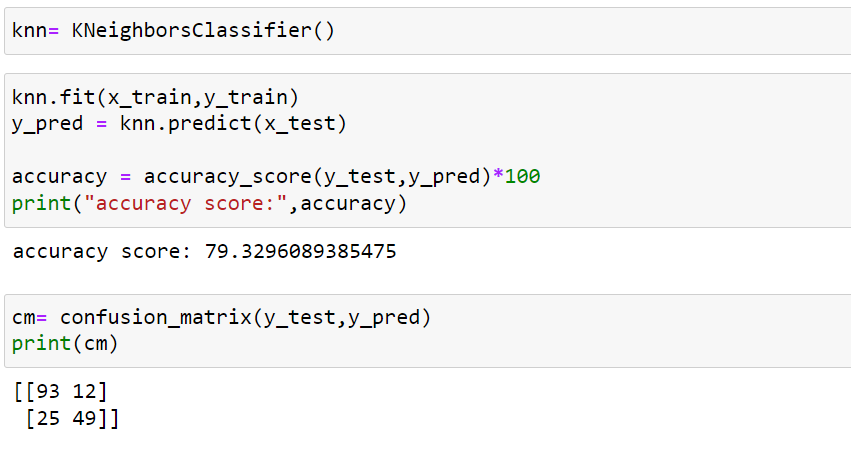 knn= KNeighborsClassifier()
knn.fit(x_train,y_train)
y_pred = knn.predict(x_test)
accuracy = accuracy_score(y_test,y_pred)*100
print("accuracy score:",accuracy)
accuracy score: 79.3296089385475
cm= confusion_matrix(y_test,y_pred)
print(cm)
[[93 12]
 [25 49]]